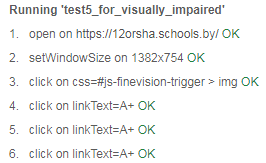 Running 'test5_for_visually_impaired'
1. open on https://12orsha.schools.by/ OK
2. setWindowSize on 1382x754 OK
3. click on css=#js-finevision-trigger > img OK
4. click on linkText=A+ OK
5. click on linkText=A+ OK
6. click on linkText=A+ OK